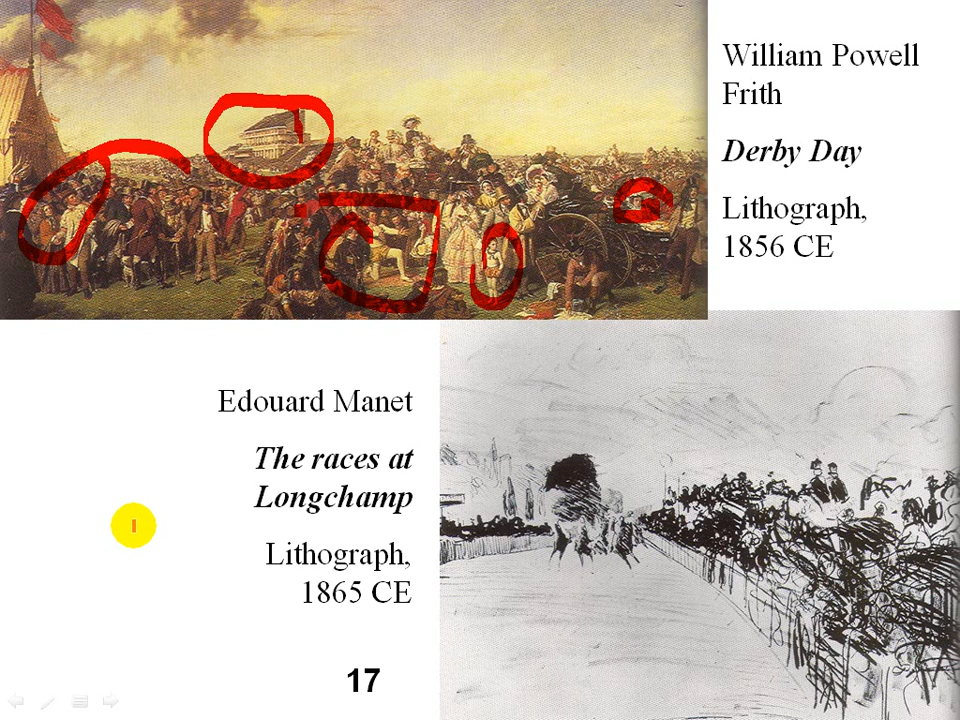 William Powell
Frith
Derby Day
Lithograph,
1856 CE
Edouard Manet
The races at
Longchamp
Lithograph,
1865 CE
17